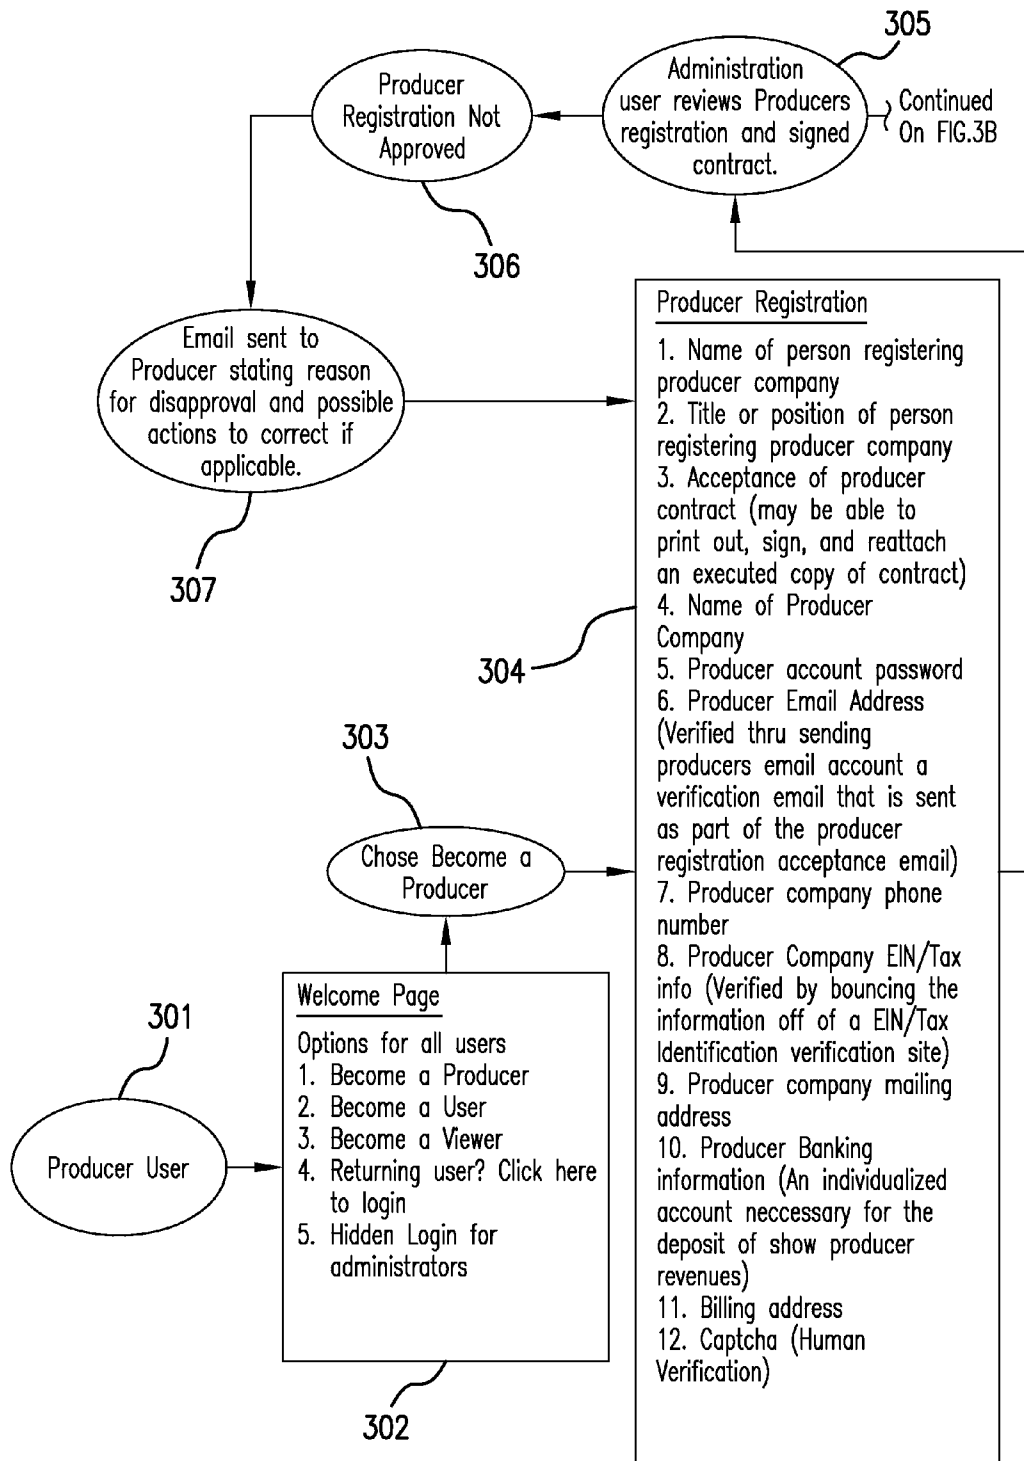 305
Administration
user reviews Producers
registration and signed
contract.
Continued
On FIG.3B
Producer
Registration Not
Approved
306
Email sent to
Producer stating reason
for disapproval and possible
actions to correct if
applicable.
307
Producer Registration
1. Name of person registering
producer company
2. Title or position of person
registering producer company
3. Acceptance of producer
contract (may be able to
print out, sign, and reattach
an executed copy of contract)
4. Name of Producer
Company
5. Producer account password
6. Producer Email Address
(Verified thru sending
producers email account a
verification email that is sent
as part of the producer
registration acceptance email)
7. Producer company phone
number
8. Producer Company EIN/Tax
info (Verified by bouncing the
information off of a EIN/Tax
Identification verification site)
9. Producer company mailing
address
10. Producer Banking
information (An individualized
account neccessary for the
deposit of show producer
revenues)
11. Billing address
12. Captcha (Human
Verification)
304
303
Chose Become a
Producer
301
Producer User
Welcome Page
Options for all users
1. Become a Producer
2. Become a User
3. Become a Viewer
4. Returning user? Click here
to login
5. Hidden Login for
administrators
302